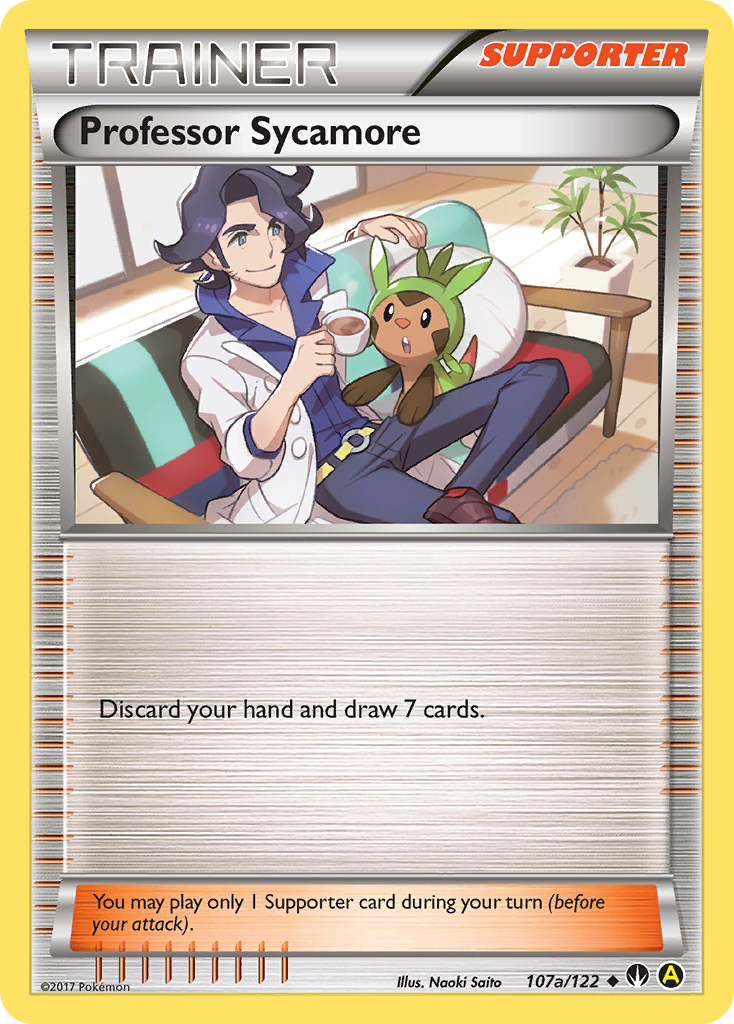 TRAINER
SUPPORTER
Professor Sycamore
Discard your hand and draw 7 cards.
You may play only 1 Supporter card during your turn (before
your attack).
©2017 Pokémon
Illus. Naoki Saito
107a/122
A